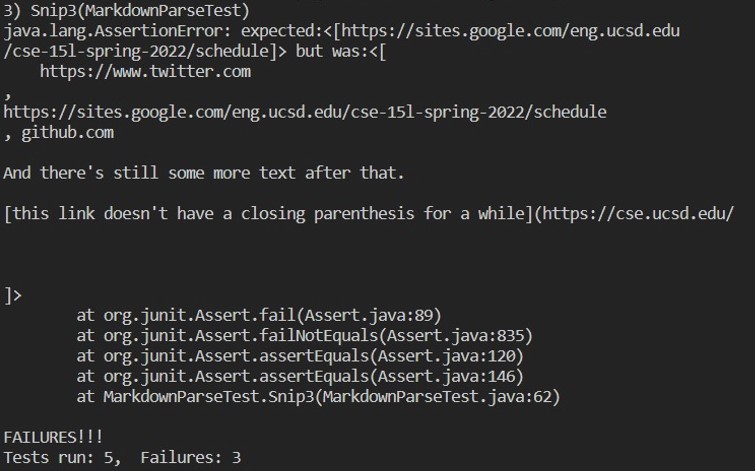 3) Snip3(MarkdownParseTest)
java.lang.AssertionError: expected:<[https://sites.google.com/eng.ucsd.edu
/cse-15l-spring-2022/schedule]> but was:<[
    https://www.twitter.com
,
https://sites.google.com/eng.ucsd.edu/cse-15l-spring-2022/schedule
, github.com

And there's still some more text after that.

[this link doesn't have a closing parenthesis for a while](https://cse.ucsd.edu/



]>
        at org.junit.Assert.fail(Assert.java:89)
        at org.junit.Assert.failNotEquals(Assert.java:835)
        at org.junit.Assert.assertEquals(Assert.java:120)
        at org.junit.Assert.assertEquals(Assert.java:146)
        at MarkdownParseTest.Snip3(MarkdownParseTest.java:62)

FAILURES!!!
Tests run: 5,  Failures: 3